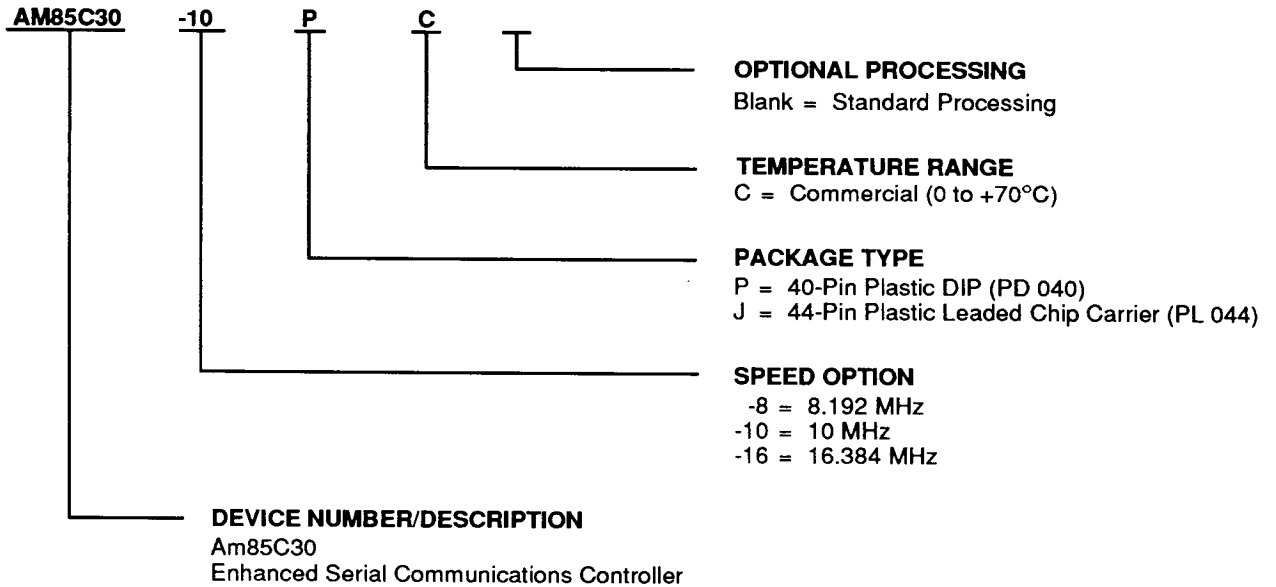 AM85C30 -10 P C
OPTIONAL PROCESSING
Blank = Standard Processing
TEMPERATURE RANGE
C = Commercial (0 to +70°C)
PACKAGE TYPE
P = 40-Pin Plastic DIP (PD 040)
J = 44-Pin Plastic Leaded Chip Carrier (PL 044)
SPEED OPTION
-8 = 8.192 MHz
-10 = 10 MHz
-16 = 16.384 MHz
DEVICE NUMBER/DESCRIPTION
Am85C30
Enhanced Serial Communications Controller